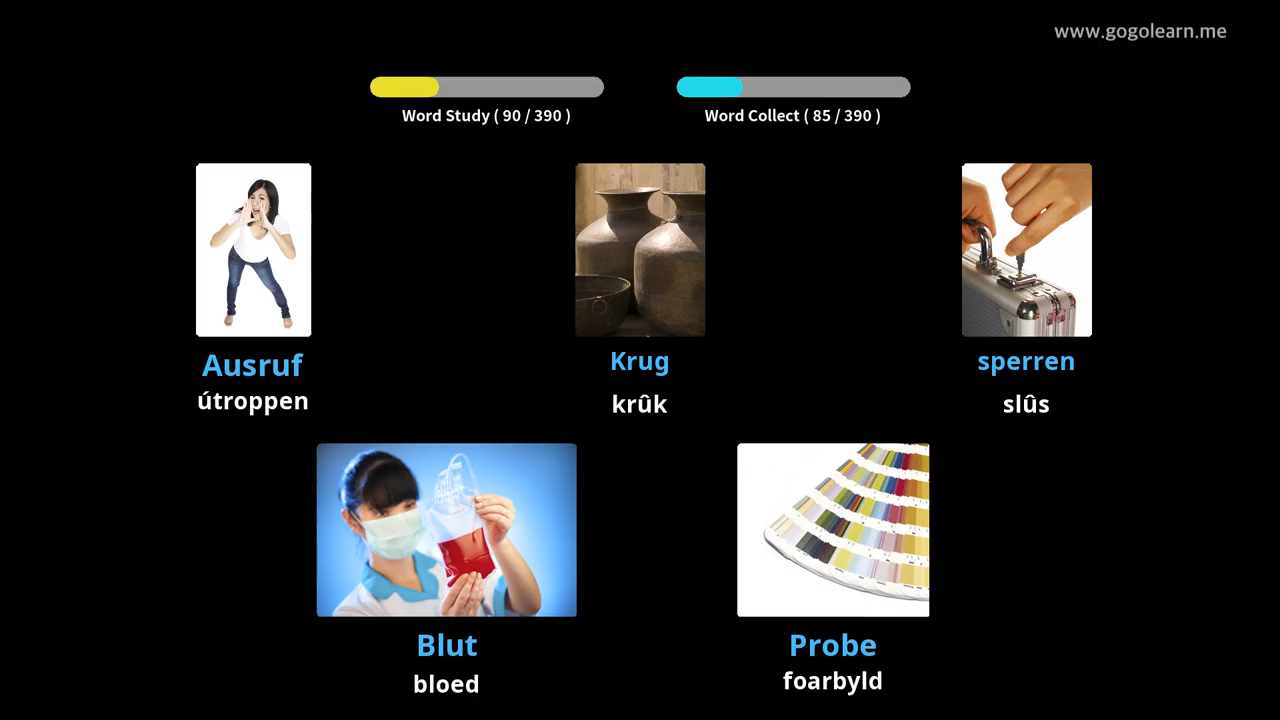 www.gogolearn.me
Word Study ( 90 / 390 )
Word Collect ( 85 / 390 )
Ausruf
útroppen
Krug
krûk
sperren
slûs
Blut
bloed
Probe
foarbyld